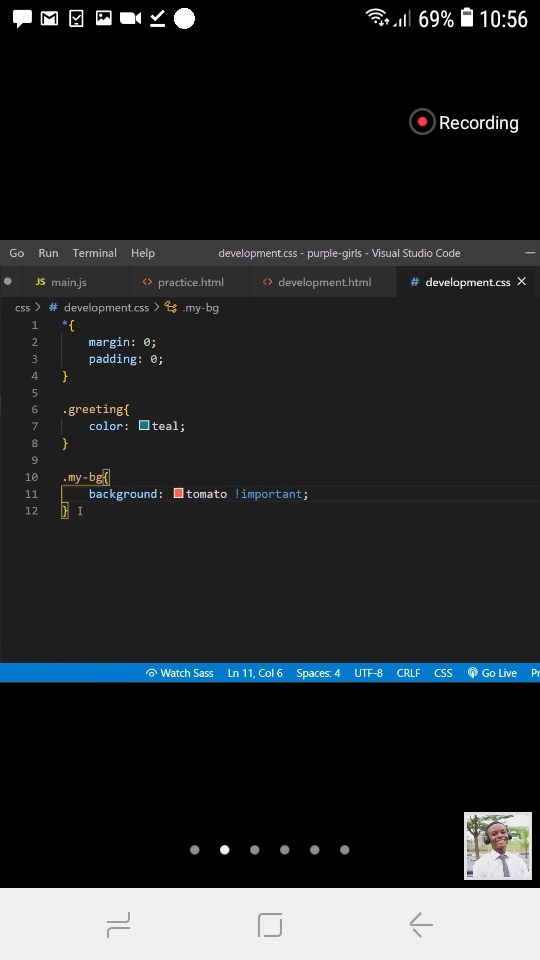 69% 10:56
Recording
Go Run Terminal Help development.css - purple-girls - Visual Studio Code
JS main.js <> practice.html <> development.html # development.css
css > # development.css > .my-bg
1 *{
2 margin: 0;
3 padding: 0;
4 }
5
6 .greeting{
7 color: teal;
8 }
9
10 .my-bg{
11 background: tomato !important;
12 }
Watch Sass Ln 11, Col 6 Spaces: 4 UTF-8 CRLF CSS Go Live Pr